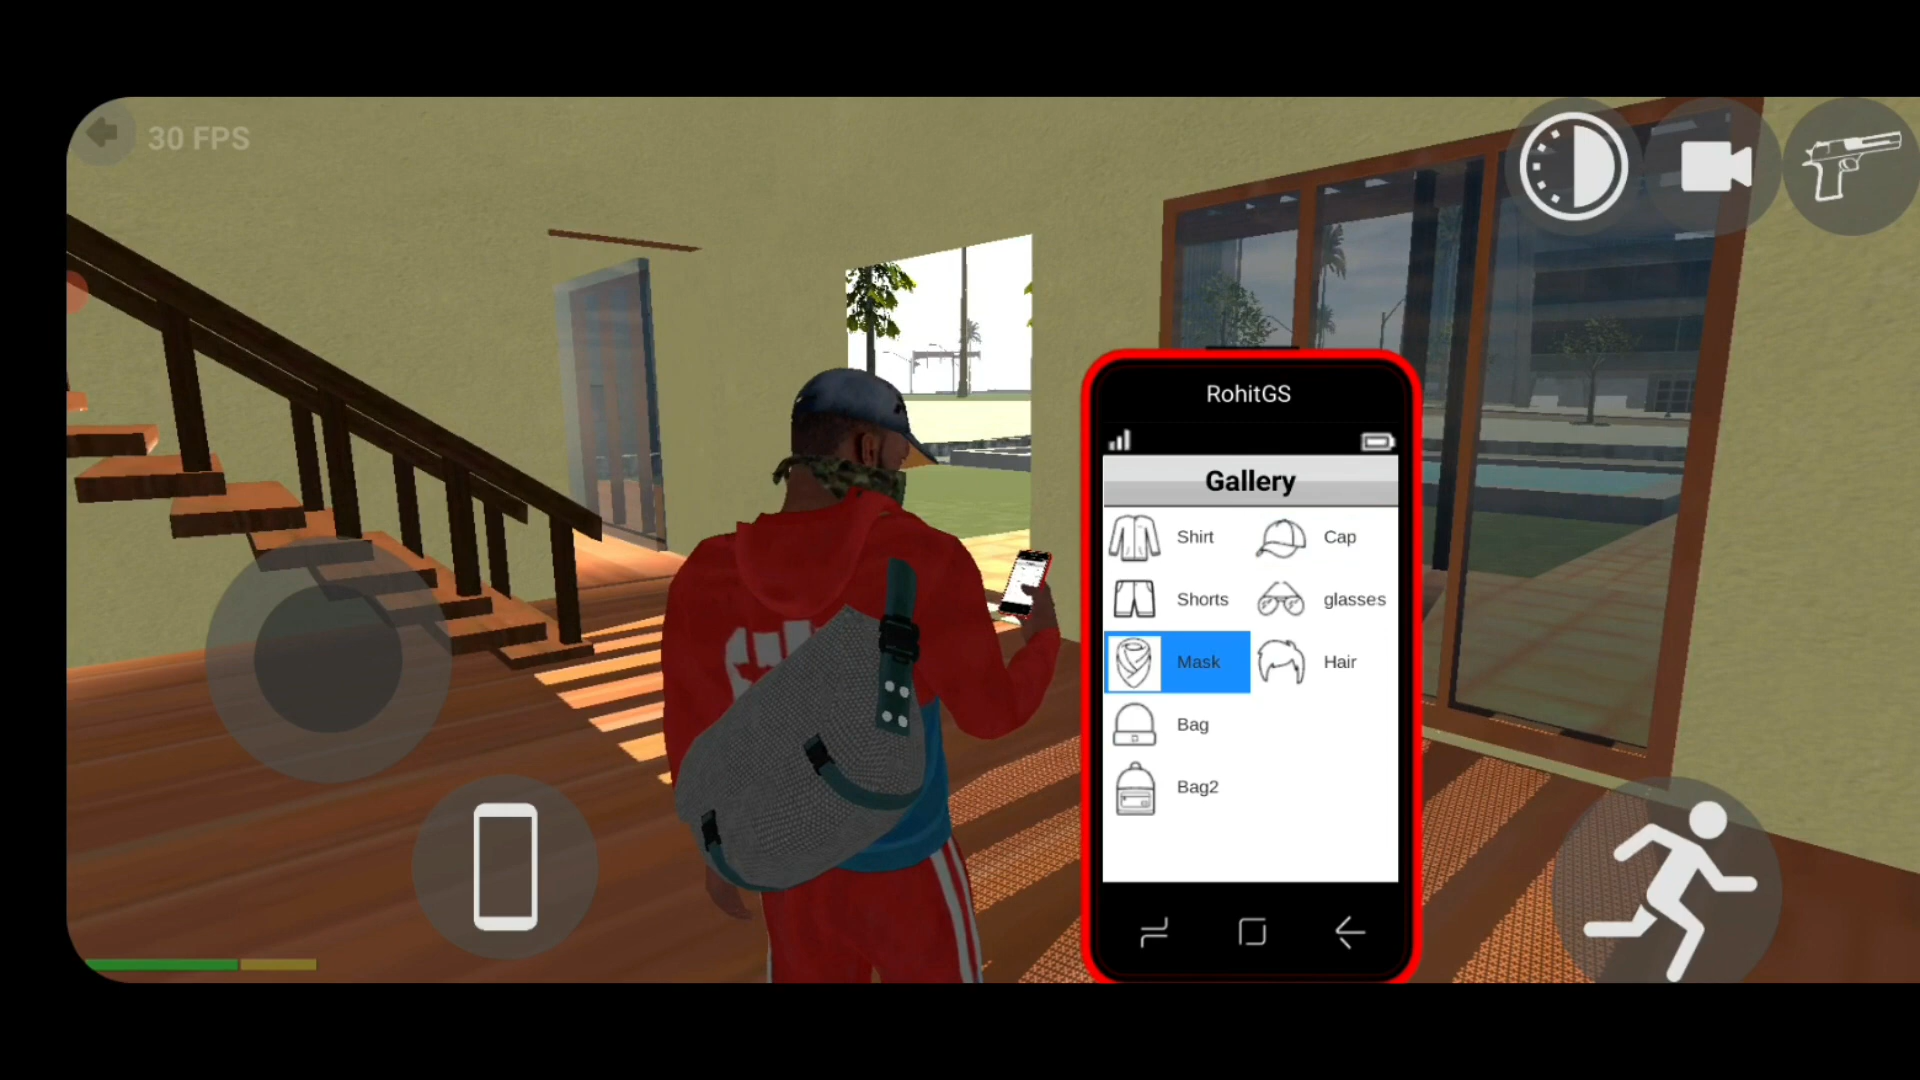 30 FPS
RohitGS
Gallery
Shirt
Cap
Shorts
glasses
Mask
Hair
Bag
Bag2